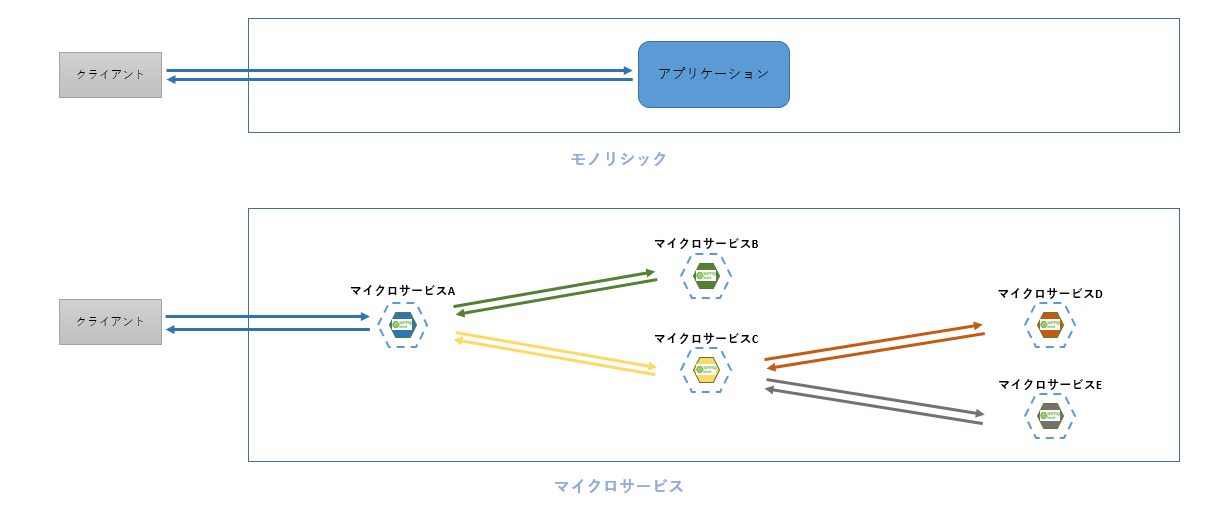 クライアント
アプリケーション
モノリシック
マイクロサービスB
マイクロサービスA
マイクロサービスD
クライアント
マイクロサービスC
マイクロサービスE
マイクロサービス